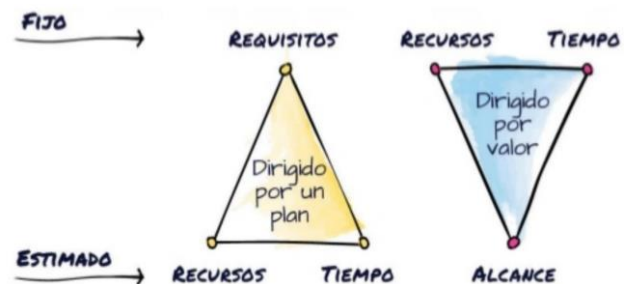 FIJO
REQUISITOS
RECURSOS TIEMPO
Dirigido
por un
plan
Dirigido
por
valor
ESTIMADO
RECURSOS TIEMPO
ALCANCE